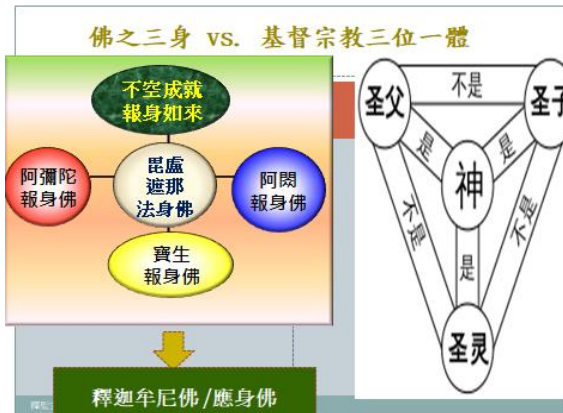 佛之三身 vs. 基督宗教三位一體
不空成就
報身如來
阿彌陀
報身佛
毘盧
遮那
法身佛
阿閦
報身佛
寶生
報身佛
釋迦牟尼佛/應身佛
圣父
不是
圣子
是
是
神
不是
不是
是
圣灵